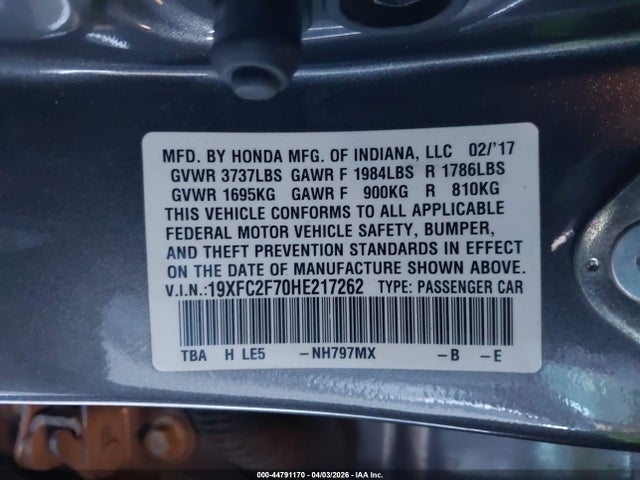 MFD. BY HONDA MFG. OF INDIANA, LLC 02/'17
GVWR 3737LBS GAWR F 1984LBS R 1786LBS
GVWR 1695KG GAWR F 900KG R 810KG
THIS VEHICLE CONFORMS TO ALL APPLICABLE
FEDERAL MOTOR VEHICLE SAFETY, BUMPER,
AND THEFT PREVENTION STANDARDS IN EFFECT
ON THE DATE OF MANUFACTURE SHOWN ABOVE.
V.I.N.:19XFC2F70HE217262 TYPE: PASSENGER CAR
TBA H LE5 -NH797MX -B -E
000-44791170 - 04/03/2026 - IAA Inc.